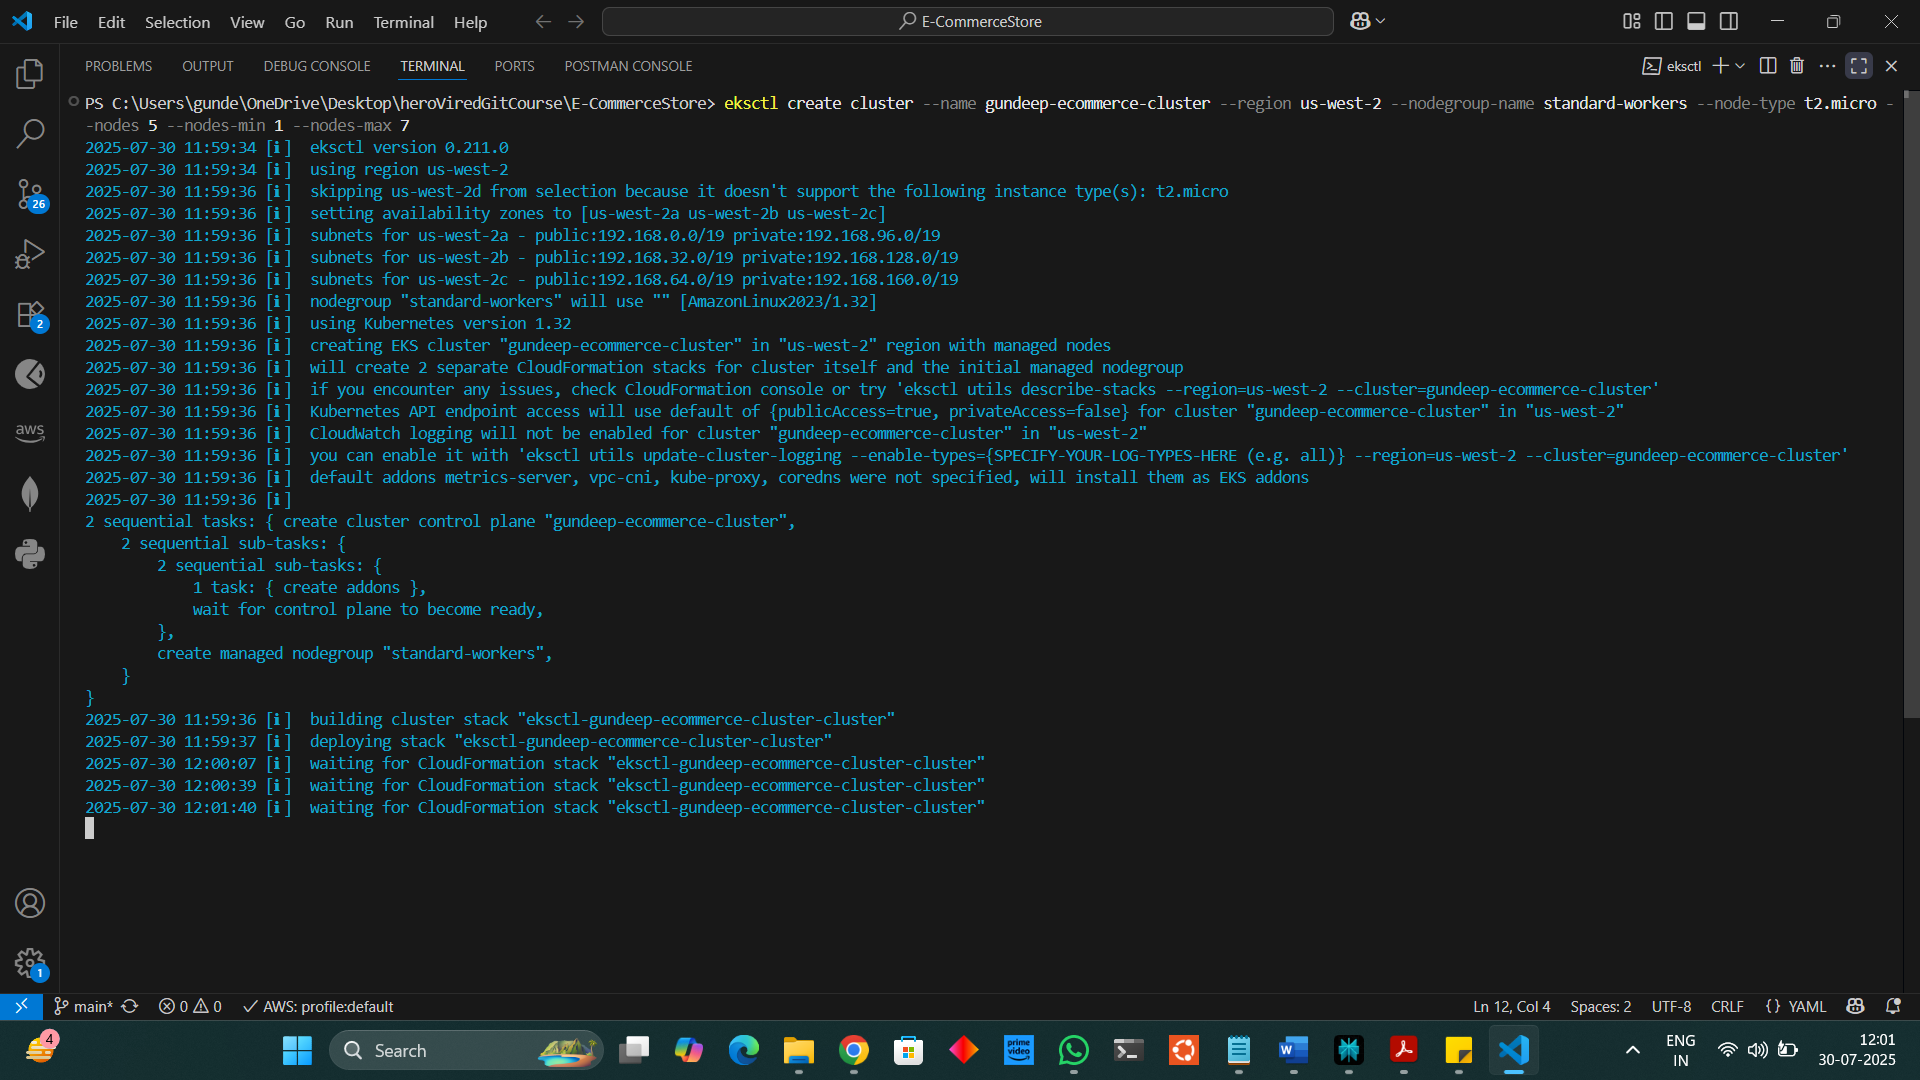 File Edit Selection View Go Run Terminal Help
E-CommerceStore
PROBLEMS OUTPUT DEBUG CONSOLE TERMINAL PORTS POSTMAN CONSOLE
eksctl
PS C:\Users\gunde\OneDrive\Desktop\heroViredGitCourse\E-CommerceStore> eksctl create cluster --name gundeep-ecommerce-cluster --region us-west-2 --nodegroup-name standard-workers --node-type t2.micro -
-nodes 5 --nodes-min 1 --nodes-max 7
2025-07-30 11:59:34 [ℹ]  eksctl version 0.211.0
2025-07-30 11:59:34 [ℹ]  using region us-west-2
2025-07-30 11:59:36 [ℹ]  skipping us-west-2d from selection because it doesn't support the following instance type(s): t2.micro
2025-07-30 11:59:36 [ℹ]  setting availability zones to [us-west-2a us-west-2b us-west-2c]
2025-07-30 11:59:36 [ℹ]  subnets for us-west-2a - public:192.168.0.0/19 private:192.168.96.0/19
2025-07-30 11:59:36 [ℹ]  subnets for us-west-2b - public:192.168.32.0/19 private:192.168.128.0/19
2025-07-30 11:59:36 [ℹ]  subnets for us-west-2c - public:192.168.64.0/19 private:192.168.160.0/19
2025-07-30 11:59:36 [ℹ]  nodegroup "standard-workers" will use "" [AmazonLinux2023/1.32]
2025-07-30 11:59:36 [ℹ]  using Kubernetes version 1.32
2025-07-30 11:59:36 [ℹ]  creating EKS cluster "gundeep-ecommerce-cluster" in "us-west-2" region with managed nodes
2025-07-30 11:59:36 [ℹ]  will create 2 separate CloudFormation stacks for cluster itself and the initial managed nodegroup
2025-07-30 11:59:36 [ℹ]  if you encounter any issues, check CloudFormation console or try 'eksctl utils describe-stacks --region=us-west-2 --cluster=gundeep-ecommerce-cluster'
2025-07-30 11:59:36 [ℹ]  Kubernetes API endpoint access will use default of {publicAccess=true, privateAccess=false} for cluster "gundeep-ecommerce-cluster" in "us-west-2"
2025-07-30 11:59:36 [ℹ]  CloudWatch logging will not be enabled for cluster "gundeep-ecommerce-cluster" in "us-west-2"
2025-07-30 11:59:36 [ℹ]  you can enable it with 'eksctl utils update-cluster-logging --enable-types={SPECIFY-YOUR-LOG-TYPES-HERE (e.g. all)} --region=us-west-2 --cluster=gundeep-ecommerce-cluster'
2025-07-30 11:59:36 [ℹ]  default addons metrics-server, vpc-cni, kube-proxy, coredns were not specified, will install them as EKS addons
2025-07-30 11:59:36 [ℹ]
2 sequential tasks: { create cluster control plane "gundeep-ecommerce-cluster",
    2 sequential sub-tasks: {
        2 sequential sub-tasks: {
            1 task: { create addons },
            wait for control plane to become ready,
        },
        create managed nodegroup "standard-workers",
    }
}
2025-07-30 11:59:36 [ℹ]  building cluster stack "eksctl-gundeep-ecommerce-cluster-cluster"
2025-07-30 11:59:37 [ℹ]  deploying stack "eksctl-gundeep-ecommerce-cluster-cluster"
2025-07-30 12:00:07 [ℹ]  waiting for CloudFormation stack "eksctl-gundeep-ecommerce-cluster-cluster"
2025-07-30 12:00:39 [ℹ]  waiting for CloudFormation stack "eksctl-gundeep-ecommerce-cluster-cluster"
2025-07-30 12:01:40 [ℹ]  waiting for CloudFormation stack "eksctl-gundeep-ecommerce-cluster-cluster"
26
2
aws
1
main* 0 0 AWS: profile:default
Ln 12, Col 4 Spaces: 2 UTF-8 CRLF {} YAML
4
Search
prime video
ENG
IN
12:01
30-07-2025